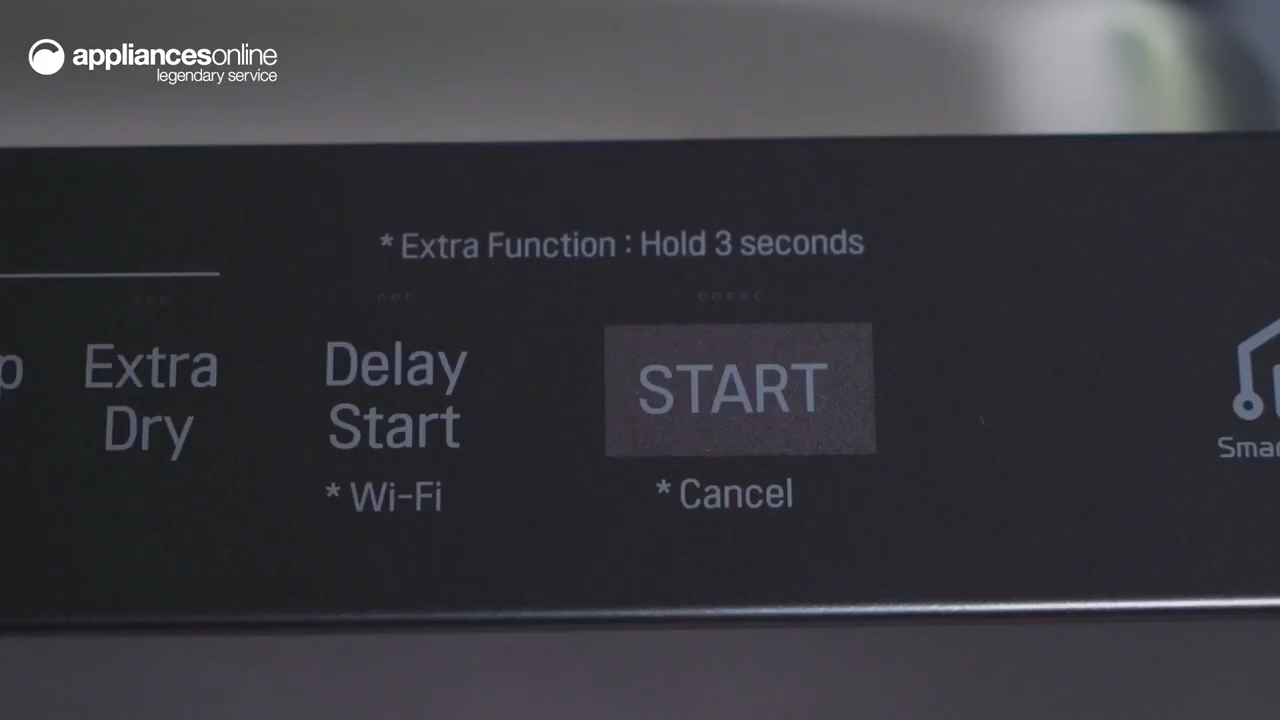 appliancesonline
legendary service
* Extra Function : Hold 3 seconds
Extra
Dry
Delay
Start
* Wi-Fi
START
* Cancel